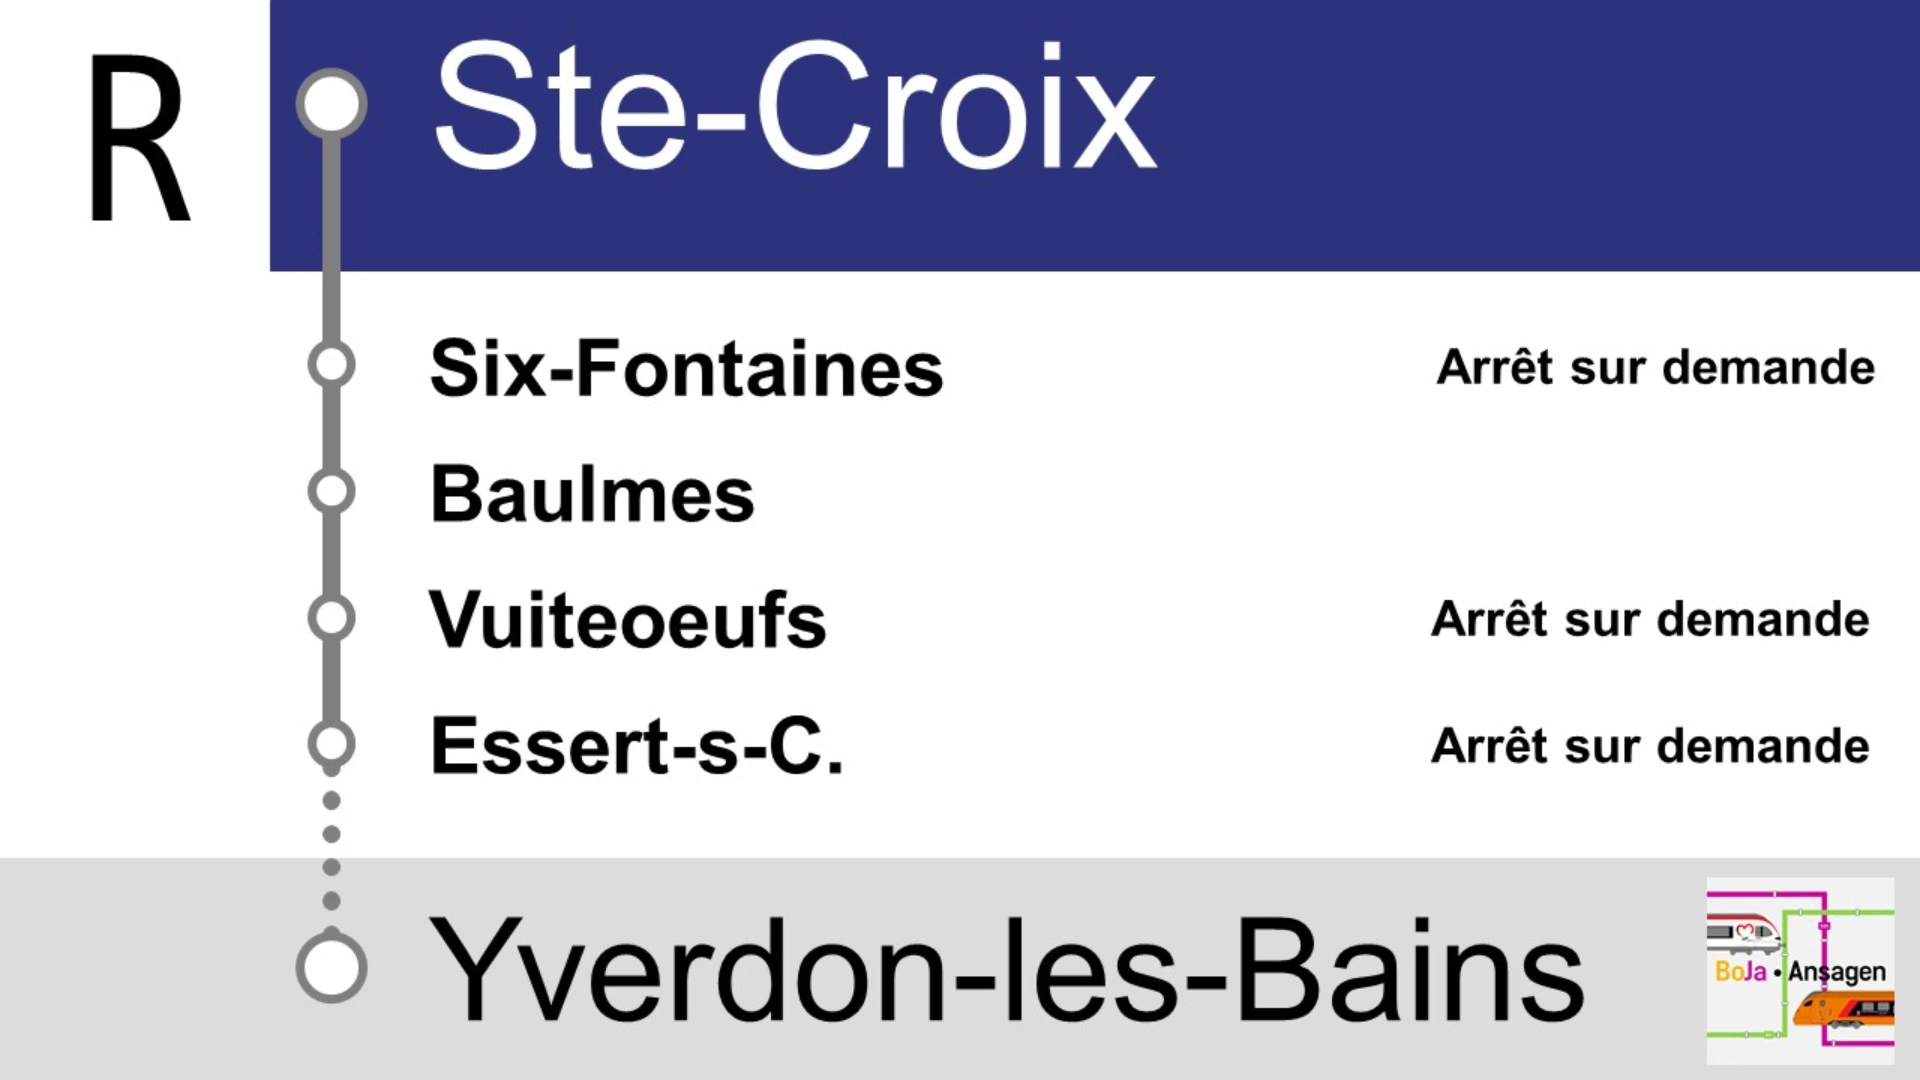 R
Ste-Croix
Six-Fontaines Arrêt sur demande
Baulmes
Vuiteoeufs Arrêt sur demande
Essert-s-C. Arrêt sur demande
Yverdon-les-Bains
BoJa • Ansagen